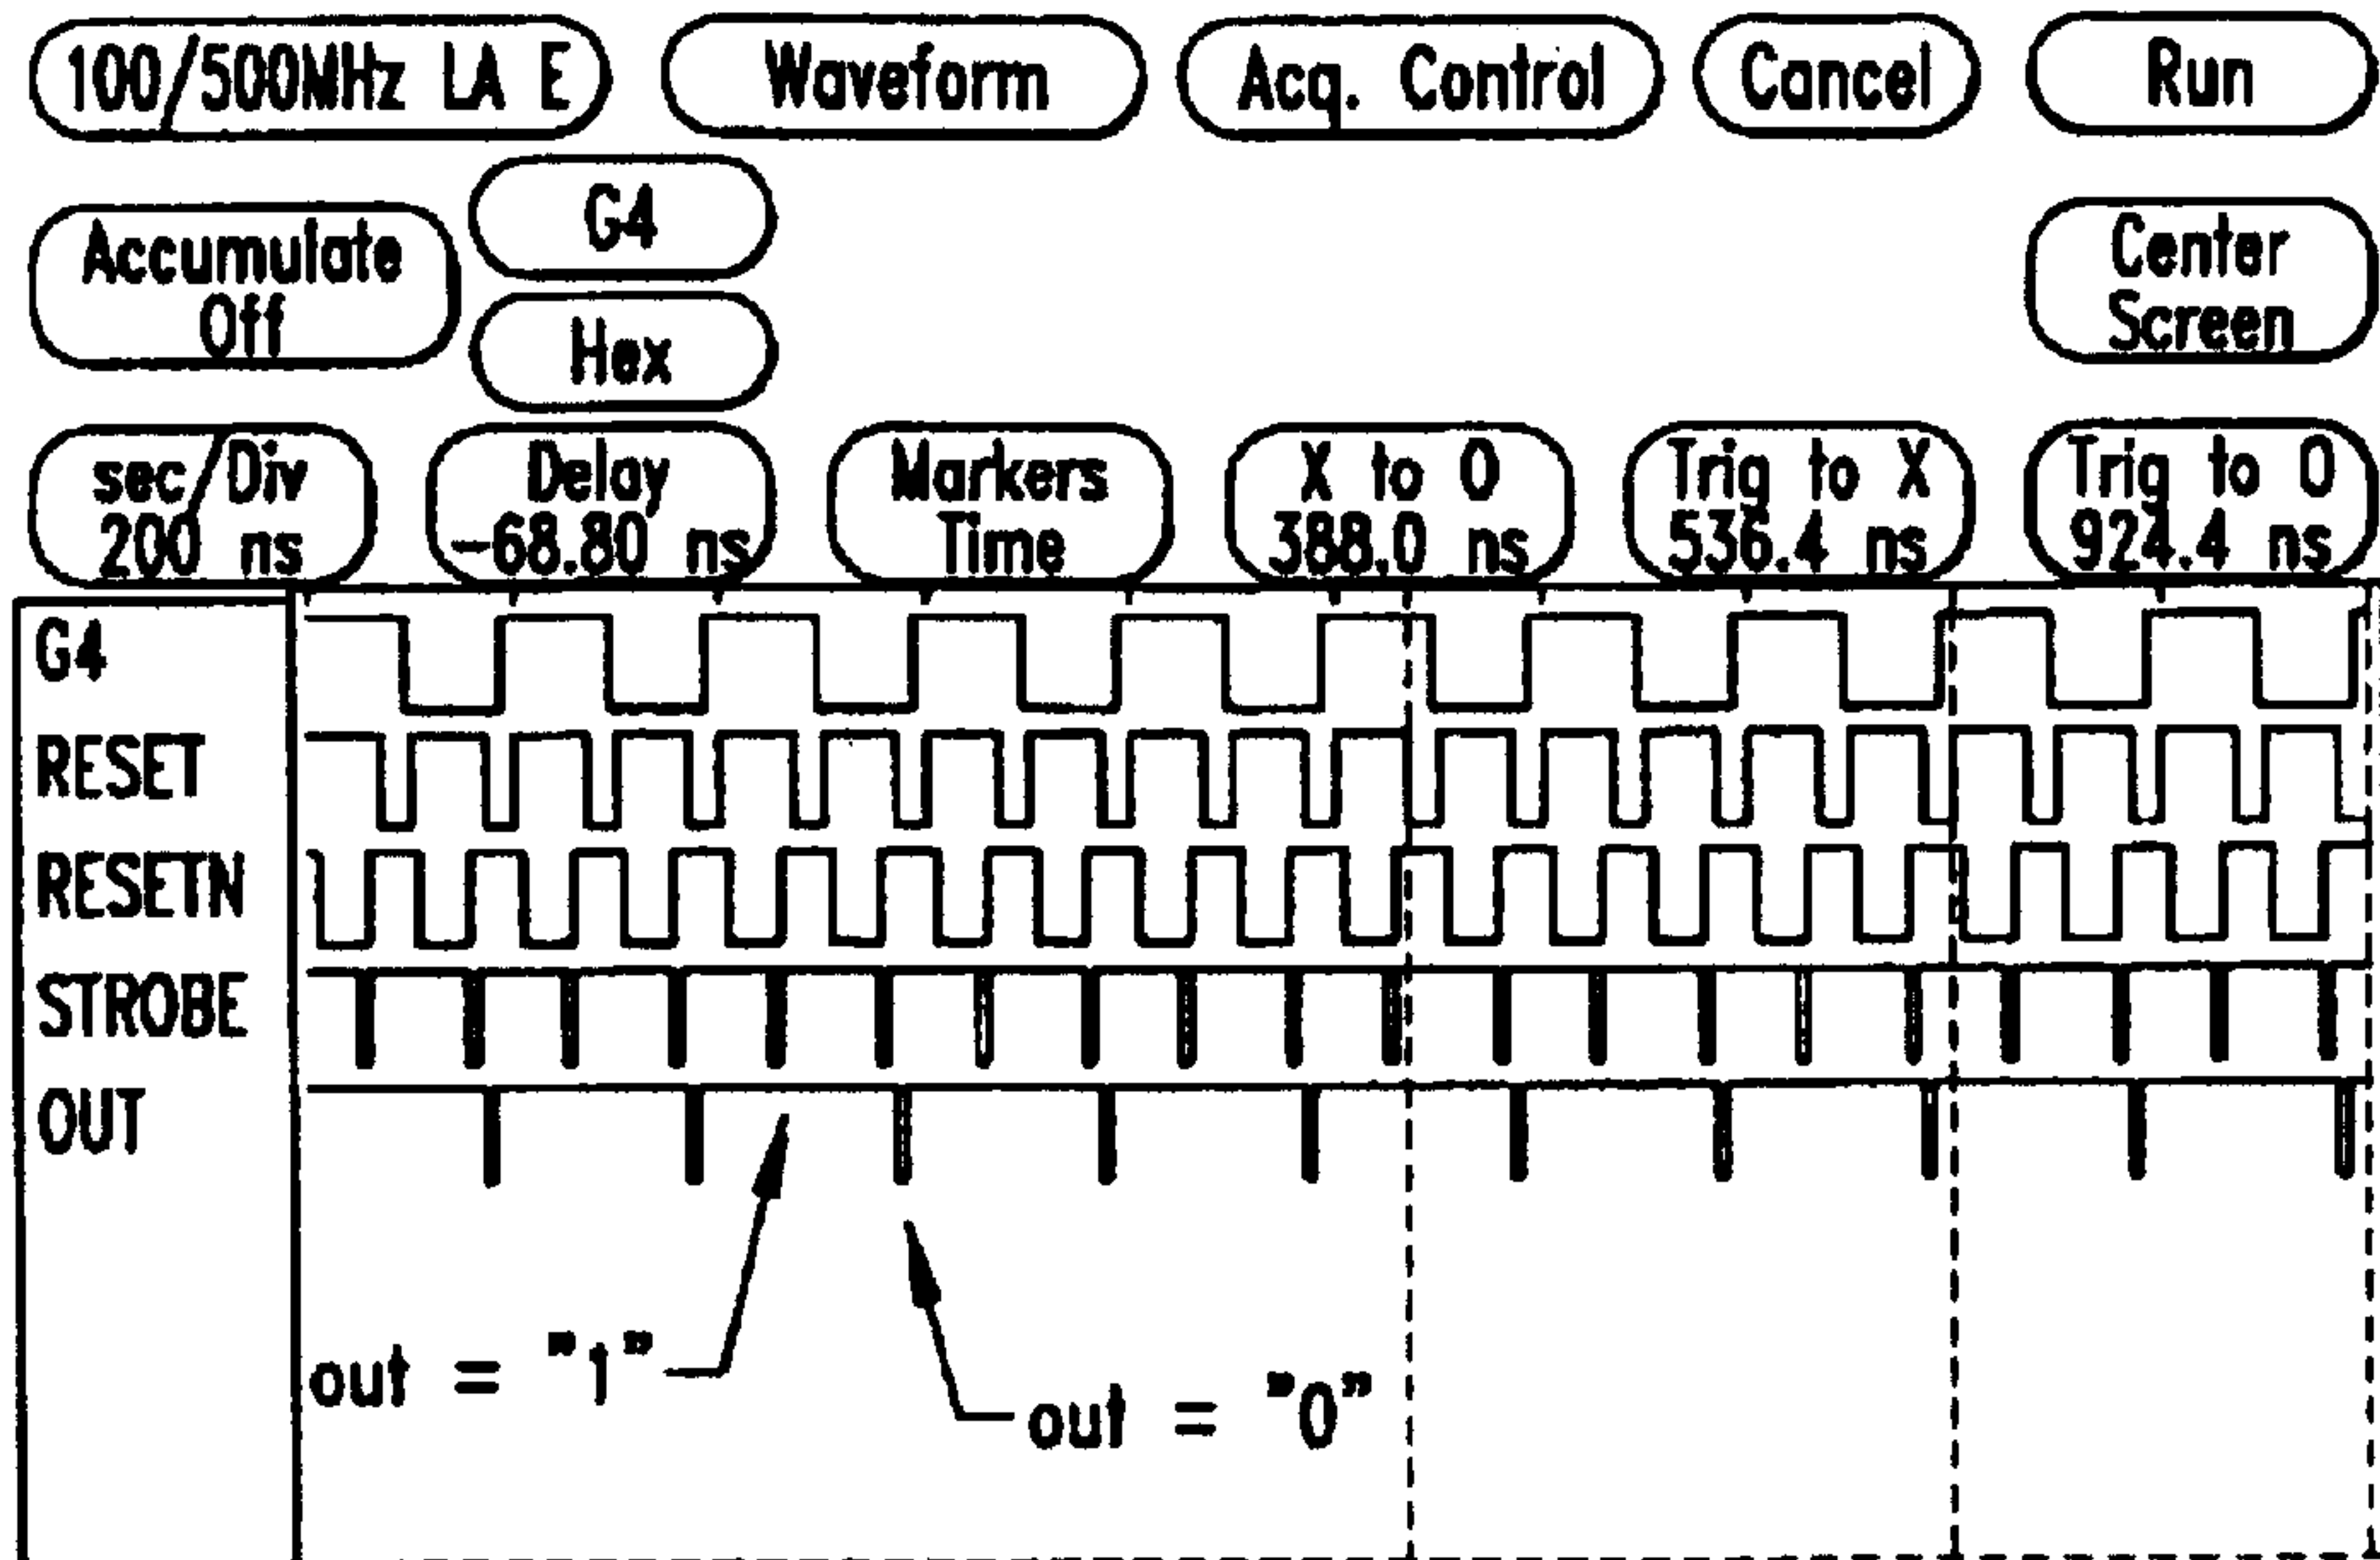 100/500MHz LA E
Waveform
Acq. Control
Cancel
Run
Accumulate
Off
G4
Hex
Center
Screen
sec/Div
200 ns
Delay
-68.80 ns
Markers
Time
X to O
388.0 ns
Trig to X
536.4 ns
Trig to O
924.4 ns
G4
RESET
RESETN
STROBE
OUT
out = "1"
out = "0"